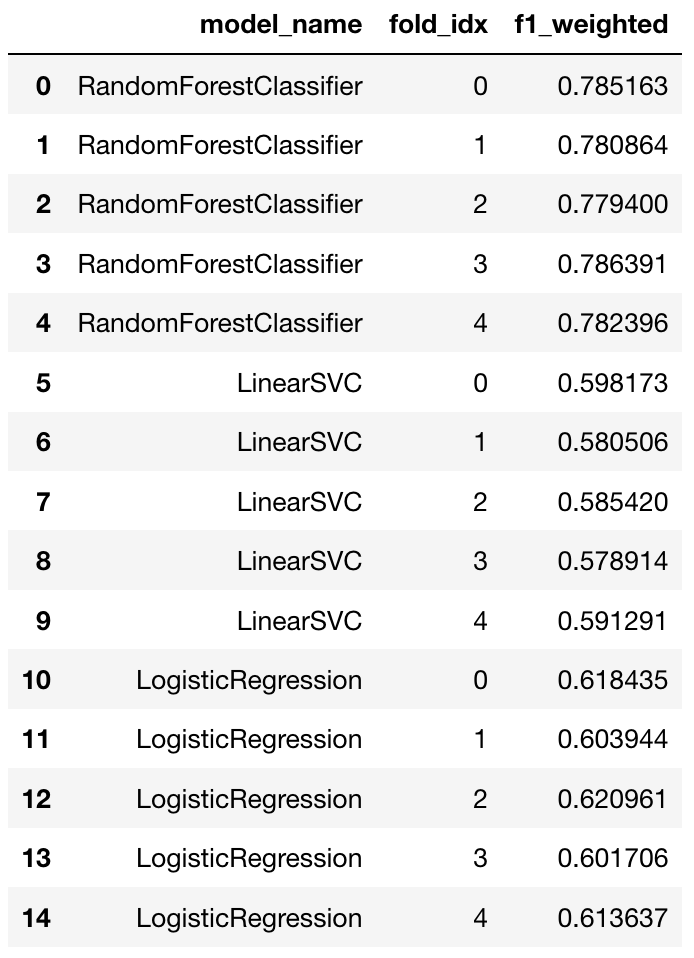 model_name fold_idx f1_weighted
0 RandomForestClassifier 0 0.785163
1 RandomForestClassifier 1 0.780864
2 RandomForestClassifier 2 0.779400
3 RandomForestClassifier 3 0.786391
4 RandomForestClassifier 4 0.782396
5 LinearSVC 0 0.598173
6 LinearSVC 1 0.580506
7 LinearSVC 2 0.585420
8 LinearSVC 3 0.578914
9 LinearSVC 4 0.591291
10 LogisticRegression 0 0.618435
11 LogisticRegression 1 0.603944
12 LogisticRegression 2 0.620961
13 LogisticRegression 3 0.601706
14 LogisticRegression 4 0.613637